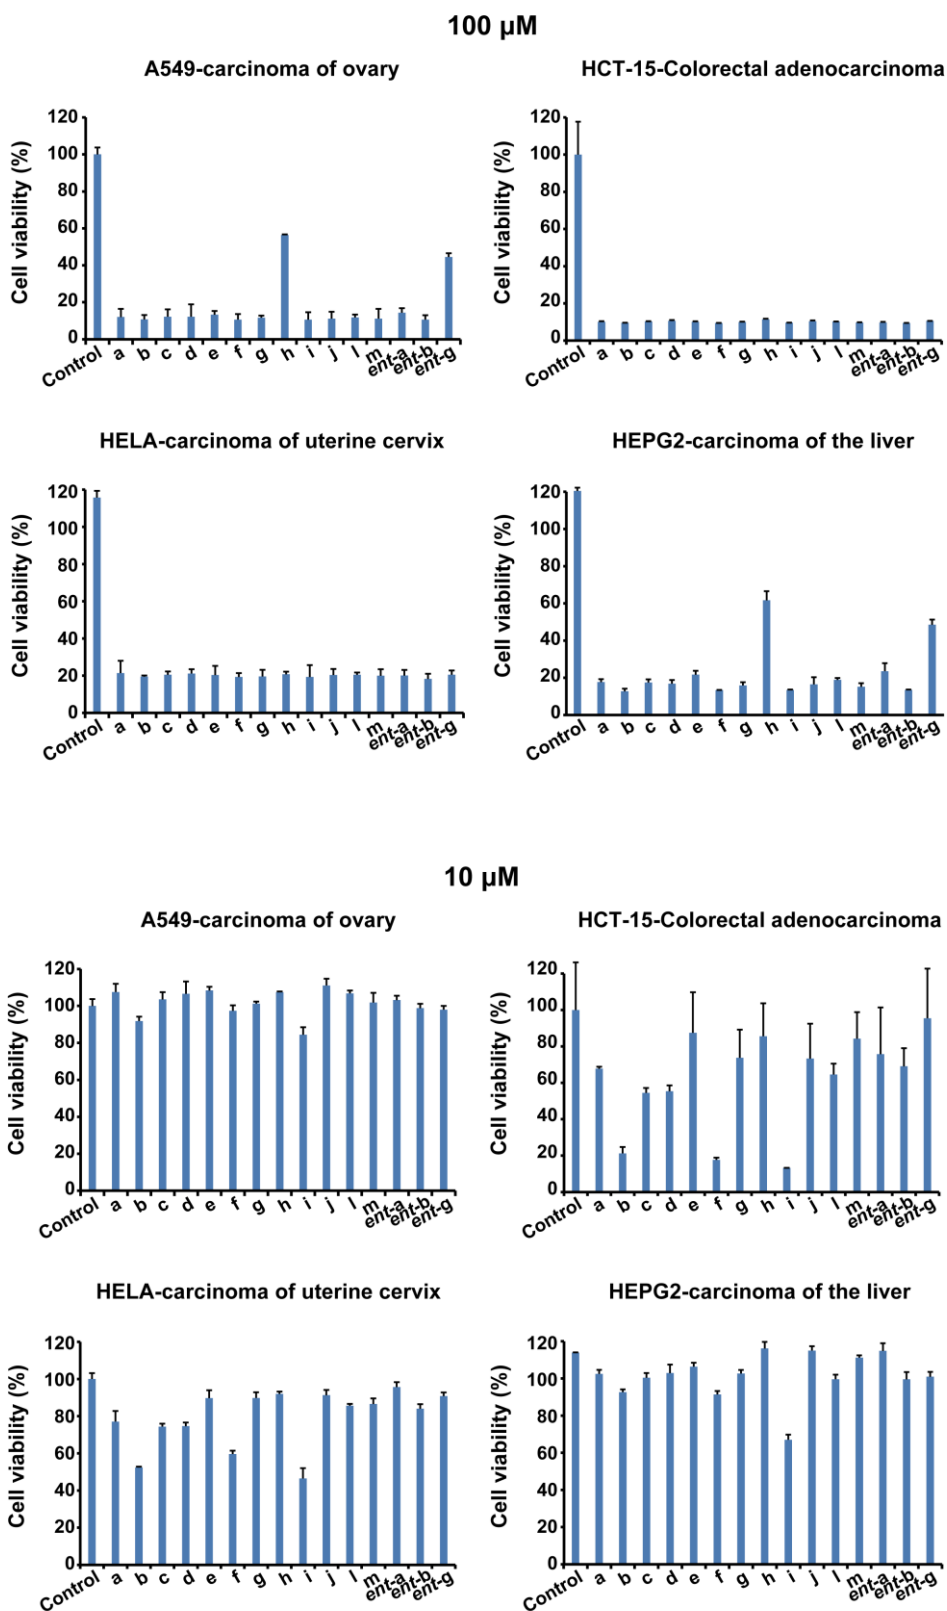 100 µM
A549-carcinoma of ovary
Cell viability (%)
120
100
80
60
40
20
0
Control a b c d e f g h i j l m ent-a ent-b ent-g
HCT-15-Colorectal adenocarcinoma
Cell viability (%)
120
100
80
60
40
20
0
Control a b c d e f g h i j l m ent-a ent-b ent-g
HELA-carcinoma of uterine cervix
Cell viability (%)
120
100
80
60
40
20
0
Control a b c d e f g h i j l m ent-a ent-b ent-g
HEPG2-carcinoma of the liver
Cell viability (%)
120
100
80
60
40
20
0
Control a b c d e f g h i j l m ent-a ent-b ent-g
10 µM
A549-carcinoma of ovary
Cell viability (%)
120
100
80
60
40
20
0
Control a b c d e f g h i j l m ent-a ent-b ent-g
HCT-15-Colorectal adenocarcinoma
Cell viability (%)
120
100
80
60
40
20
0
Control a b c d e f g h i j l m ent-a ent-b ent-g
HELA-carcinoma of uterine cervix
Cell viability (%)
120
100
80
60
40
20
0
Control a b c d e f g h i j l m ent-a ent-b ent-g
HEPG2-carcinoma of the liver
Cell viability (%)
120
100
80
60
40
20
0
Control a b c d e f g h i j l m ent-a ent-b ent-g